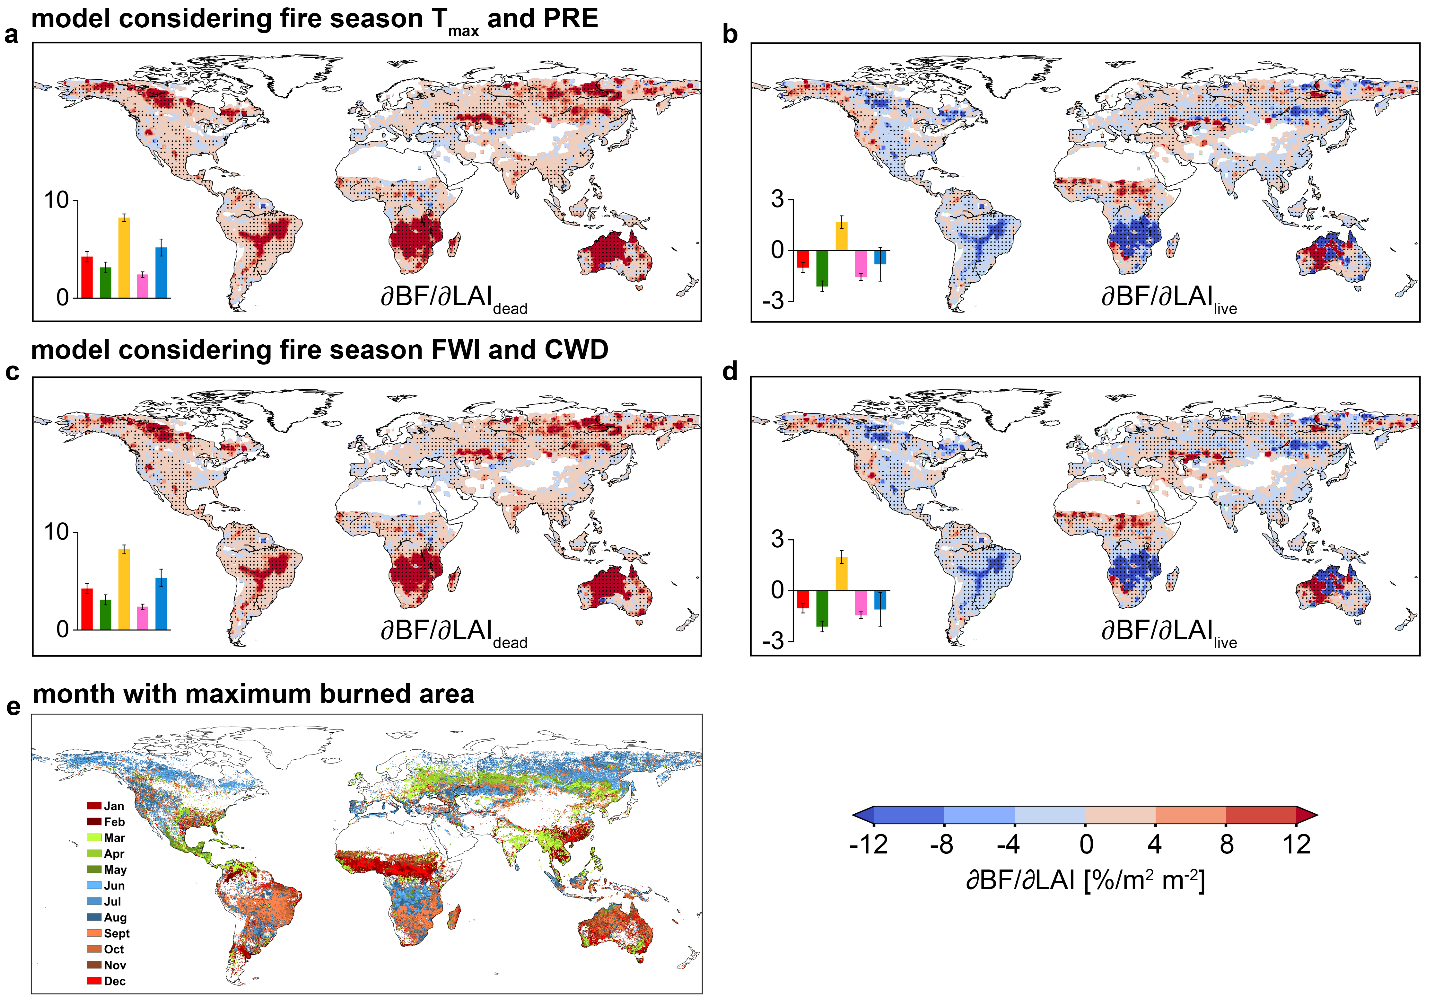 model considering fire season Tmax and PRE
a
b
10
0
∂BF/∂LAIdead
3
0
-3
∂BF/∂LAIlive
model considering fire season FWI and CWD
c
d
10
0
∂BF/∂LAIdead
3
0
-3
∂BF/∂LAIlive
month with maximum burned area
e
Jan
Feb
Mar
Apr
May
Jun
Jul
Aug
Sept
Oct
Nov
Dec
-12 -8 -4 0 4 8 12
∂BF/∂LAI [%/m² m⁻²]